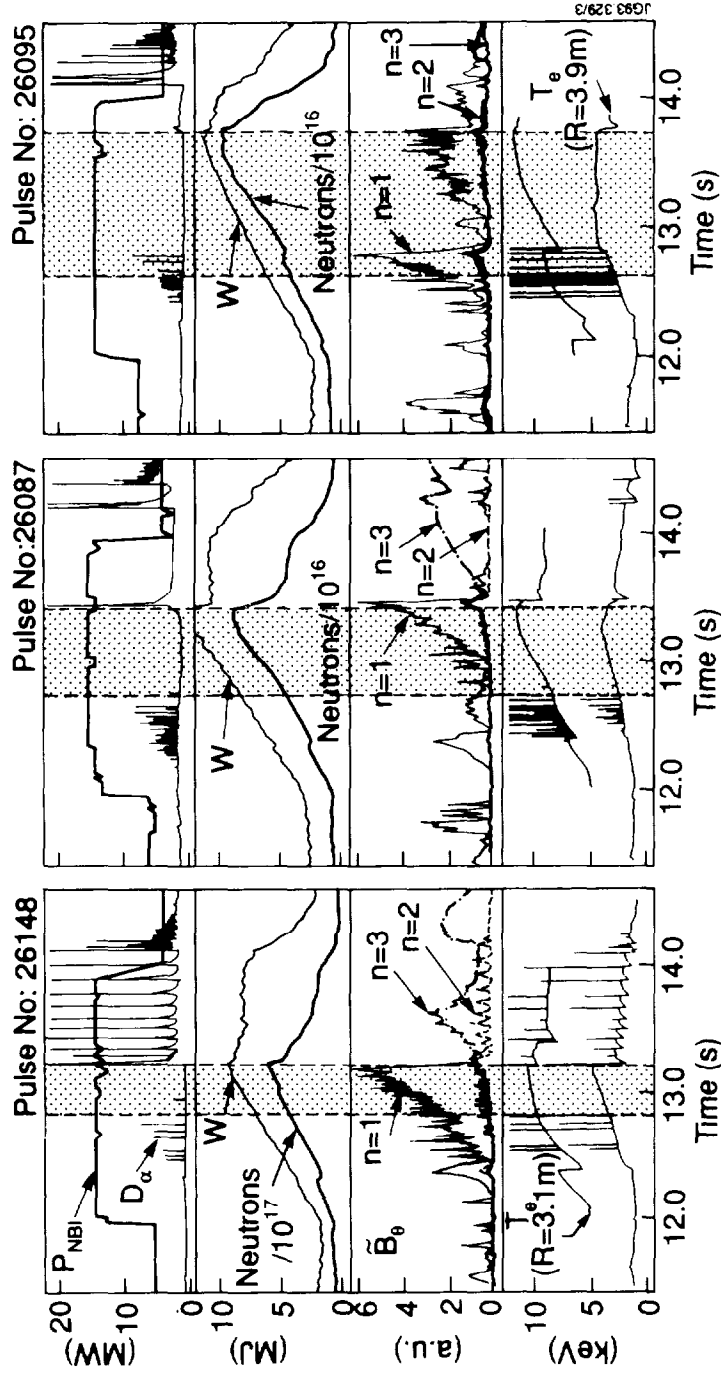 Pulse No: 26148
Pulse No:26087
Pulse No: 26095
20
10
0
(MW)
P_NBI
D_α
10
5
0
(MJ)
W
Neutrons
/10^17
W
Neutrons/10^16
W
Neutrons/10^16
6
4
2
0
(a.u.)
B̃_θ
n=1
n=3
n=2
n=1
n=3
n=2
n=1
n=3
n=2
10
5
0
(keV)
T_e
(R=3.1m)
T_e
(R=3.9m)
12.0 13.0 14.0
Time (s)
12.0 13.0 14.0
Time (s)
12.0 13.0 14.0
Time (s)
JG93 329/3